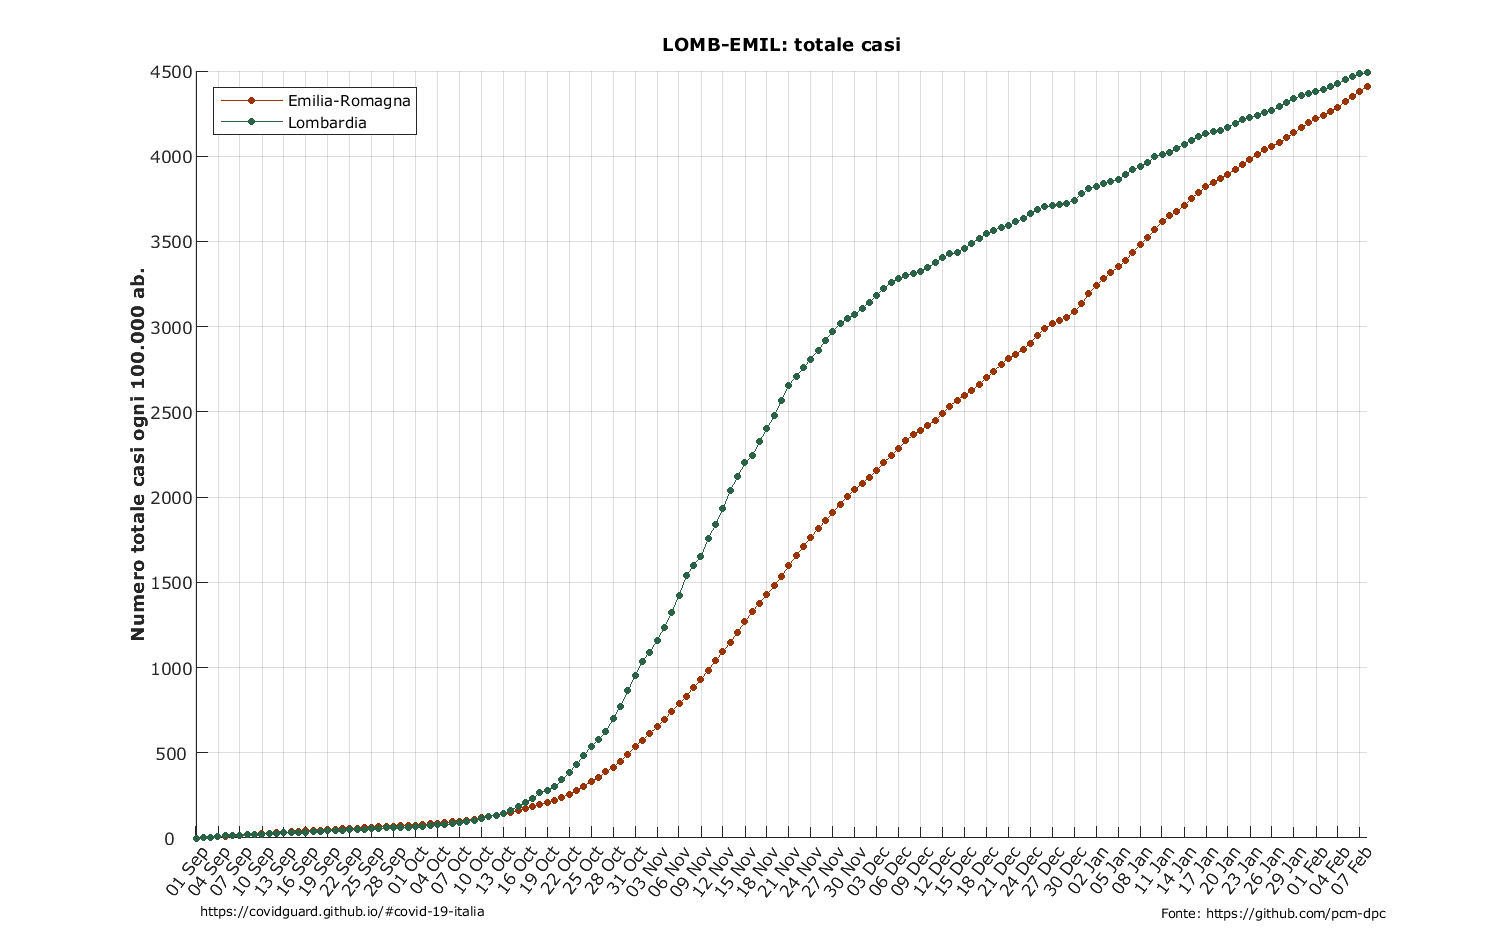 LOMB-EMIL: totale casi
Numero totale casi ogni 100.000 ab.
4500
4000
3500
3000
2500
2000
1500
1000
500
0
Emilia-Romagna
Lombardia
01 Sep
04 Sep
07 Sep
10 Sep
13 Sep
16 Sep
19 Sep
22 Sep
25 Sep
28 Sep
01 Oct
04 Oct
07 Oct
10 Oct
13 Oct
16 Oct
19 Oct
22 Oct
25 Oct
28 Oct
31 Oct
03 Nov
06 Nov
09 Nov
12 Nov
15 Nov
18 Nov
21 Nov
24 Nov
27 Nov
30 Nov
03 Dec
06 Dec
09 Dec
12 Dec
15 Dec
18 Dec
21 Dec
24 Dec
27 Dec
30 Dec
02 Jan
05 Jan
08 Jan
11 Jan
14 Jan
17 Jan
20 Jan
23 Jan
26 Jan
29 Jan
01 Feb
04 Feb
07 Feb
https://covidguard.github.io/#covid-19-italia
Fonte: https://github.com/pcm-dpc